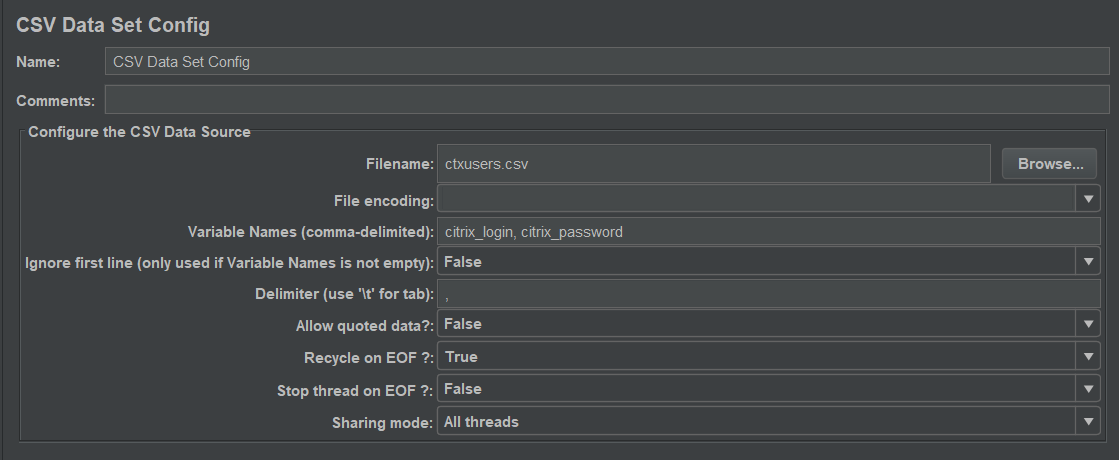 CSV Data Set Config
Name: CSV Data Set Config
Comments:
Configure the CSV Data Source
Filename: ctxusers.csv Browse...
File encoding:
Variable Names (comma-delimited): citrix_login, citrix_password
Ignore first line (only used if Variable Names is not empty): False
Delimiter (use '\t' for tab): ,
Allow quoted data?: False
Recycle on EOF ?: True
Stop thread on EOF ?: False
Sharing mode: All threads